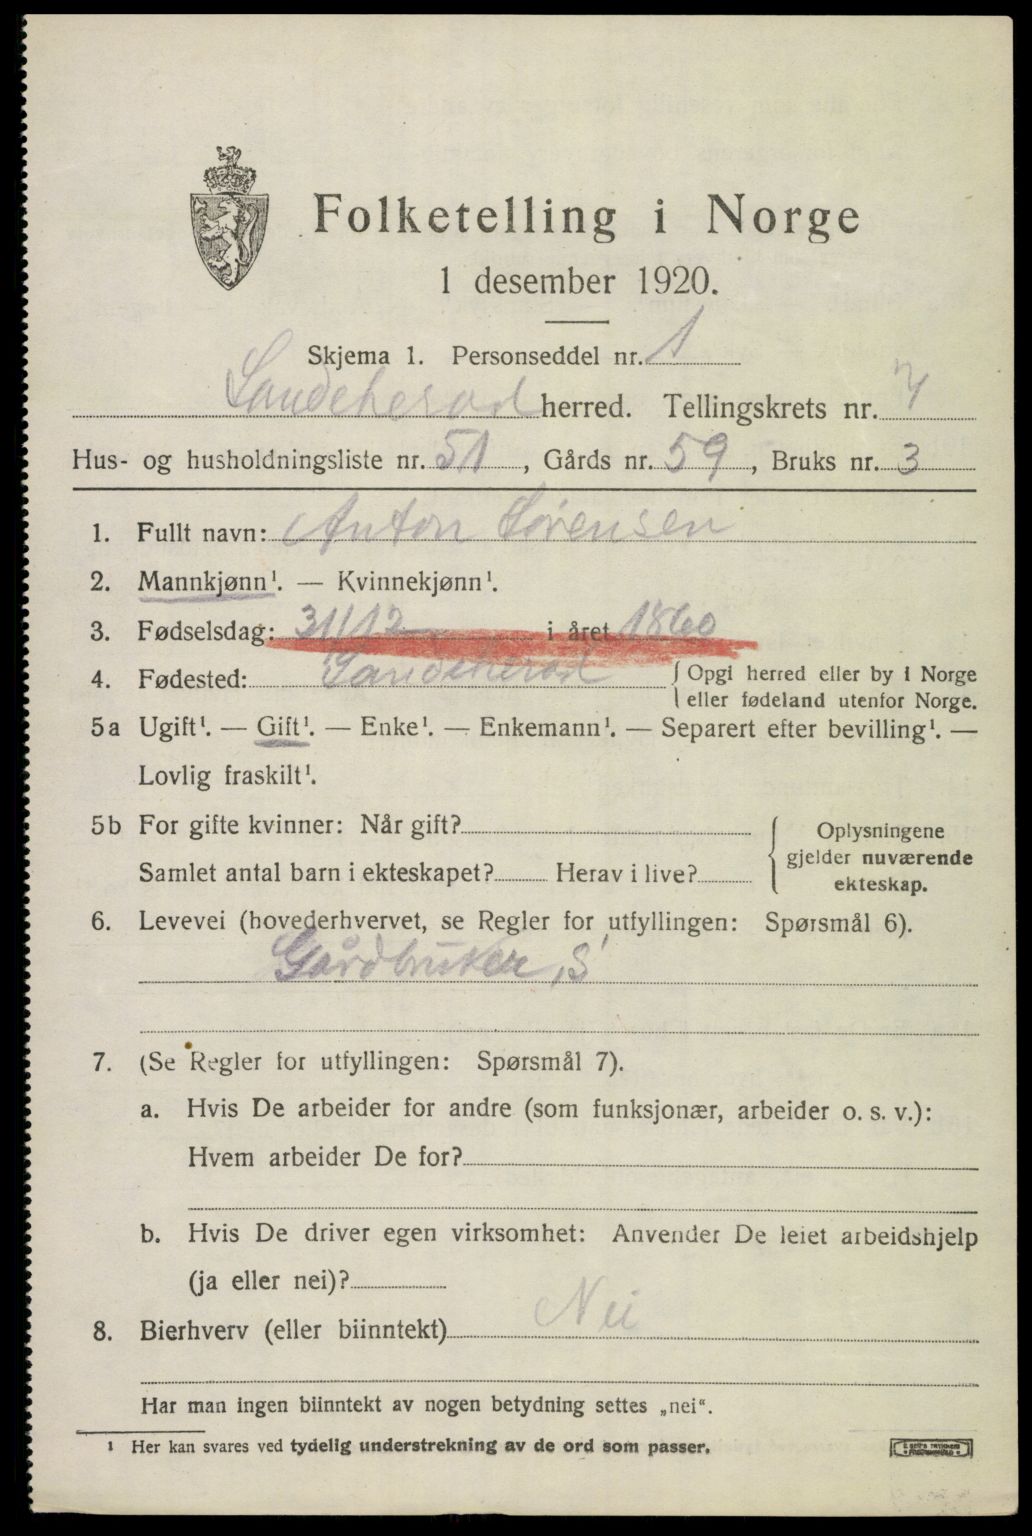 Folketelling i Norge
1 desember 1920.
Skjema 1. Personseddel nr. 1
Sandeherad herred. Tellingskrets nr. 7
Hus- og husholdningsliste nr. 51, Gårds nr. 59, Bruks nr. 3
1. Fullt navn: Anton Sørensen
2. Mannkjønn¹. — Kvinnekjønn¹.
3. Fødselsdag: 31/12 i året 1860
4. Fødested: Sandeherad { Opgi herred eller by i Norge
eller fødeland utenfor Norge.
5a Ugift¹. — Gift¹. — Enke¹. — Enkemann¹. — Separert efter bevilling¹. —
Lovlig fraskilt¹.
5b For gifte kvinner: Når gift?
Samlet antal barn i ekteskapet? Herav i live?
{ Oplysningene
gjelder nuværende
ekteskap.
6. Levevei (hovederhvervet, se Regler for utfyllingen: Spørsmål 6).
Gårdbruker, S
7. (Se Regler for utfyllingen: Spørsmål 7).
a. Hvis De arbeider for andre (som funksjonær, arbeider o. s. v.):
Hvem arbeider De for?
b. Hvis De driver egen virksomhet: Anvender De leiet arbeidshjelp
(ja eller nei)?
8. Bierhverv (eller biinntekt) Nei
Har man ingen biinntekt av nogen betydning settes „nei“.
¹ Her kan svares ved tydelig understrekning av de ord som passer.